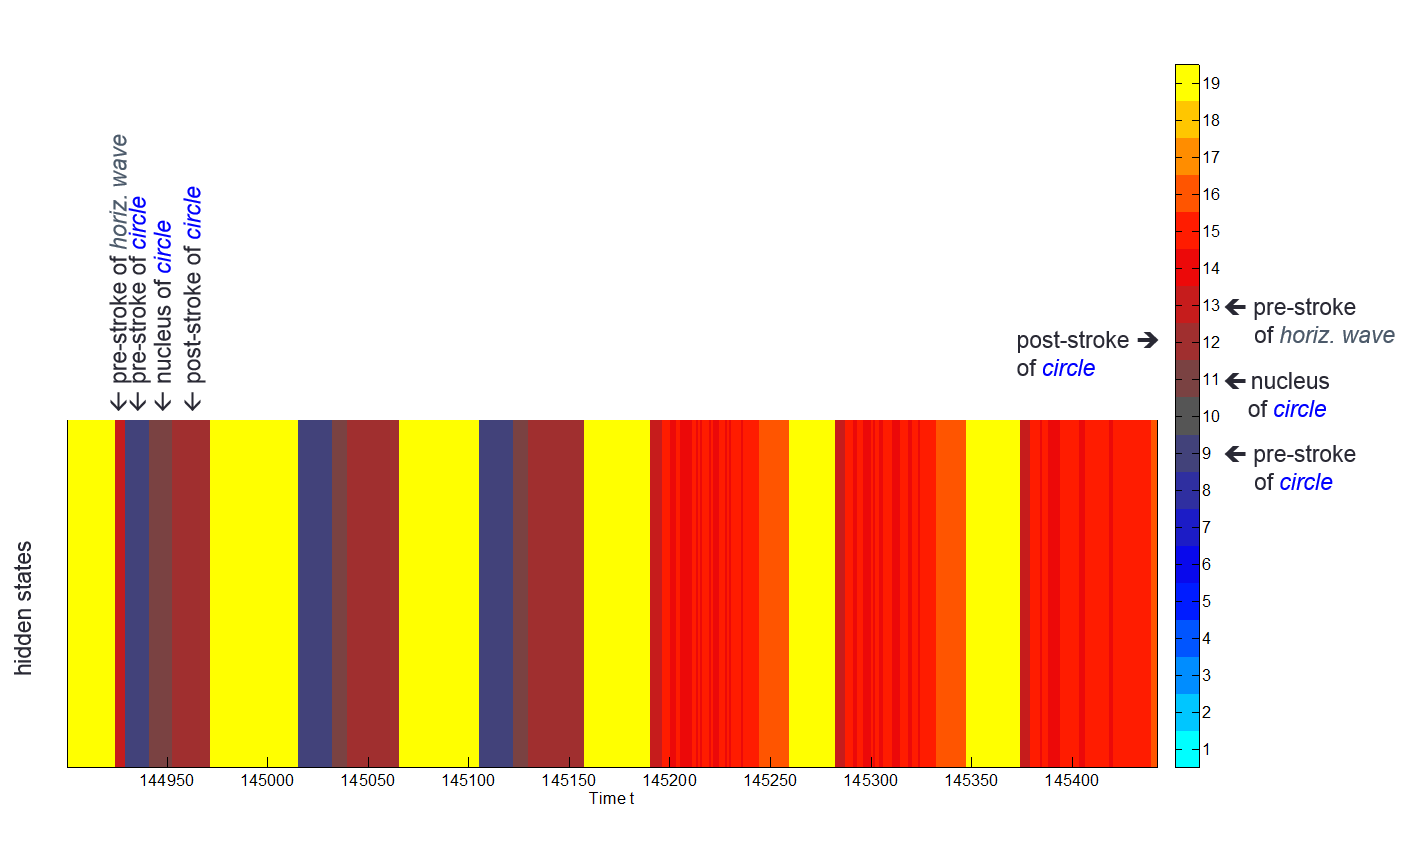 pre-stroke of horiz. wave
pre-stroke of circle
nucleus of circle
post-stroke of circle
19
18
17
16
15
14
13
12
11
10
9
8
7
6
5
4
3
2
1
🡨 pre-stroke
of horiz. wave
post-stroke 🡪
of circle
🡨 nucleus
of circle
🡨 pre-stroke
of circle
hidden states
144950 145000 145050 145100 145150 145200 145250 145300 145350 145400
Time t